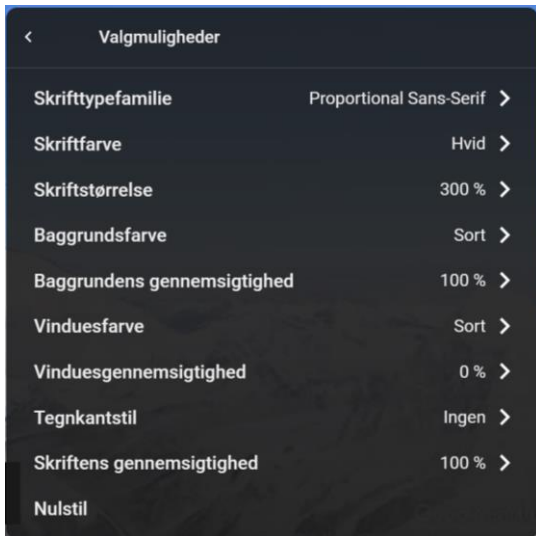 Valgmuligheder
Skrifttypefamilie Proportional Sans-Serif
Skriftfarve Hvid
Skriftstørrelse 300 %
Baggrundsfarve Sort
Baggrundens gennemsigtighed 100 %
Vinduesfarve Sort
Vinduesgennemsigtighed 0 %
Tegnkantstil Ingen
Skriftens gennemsigtighed 100 %
Nulstil